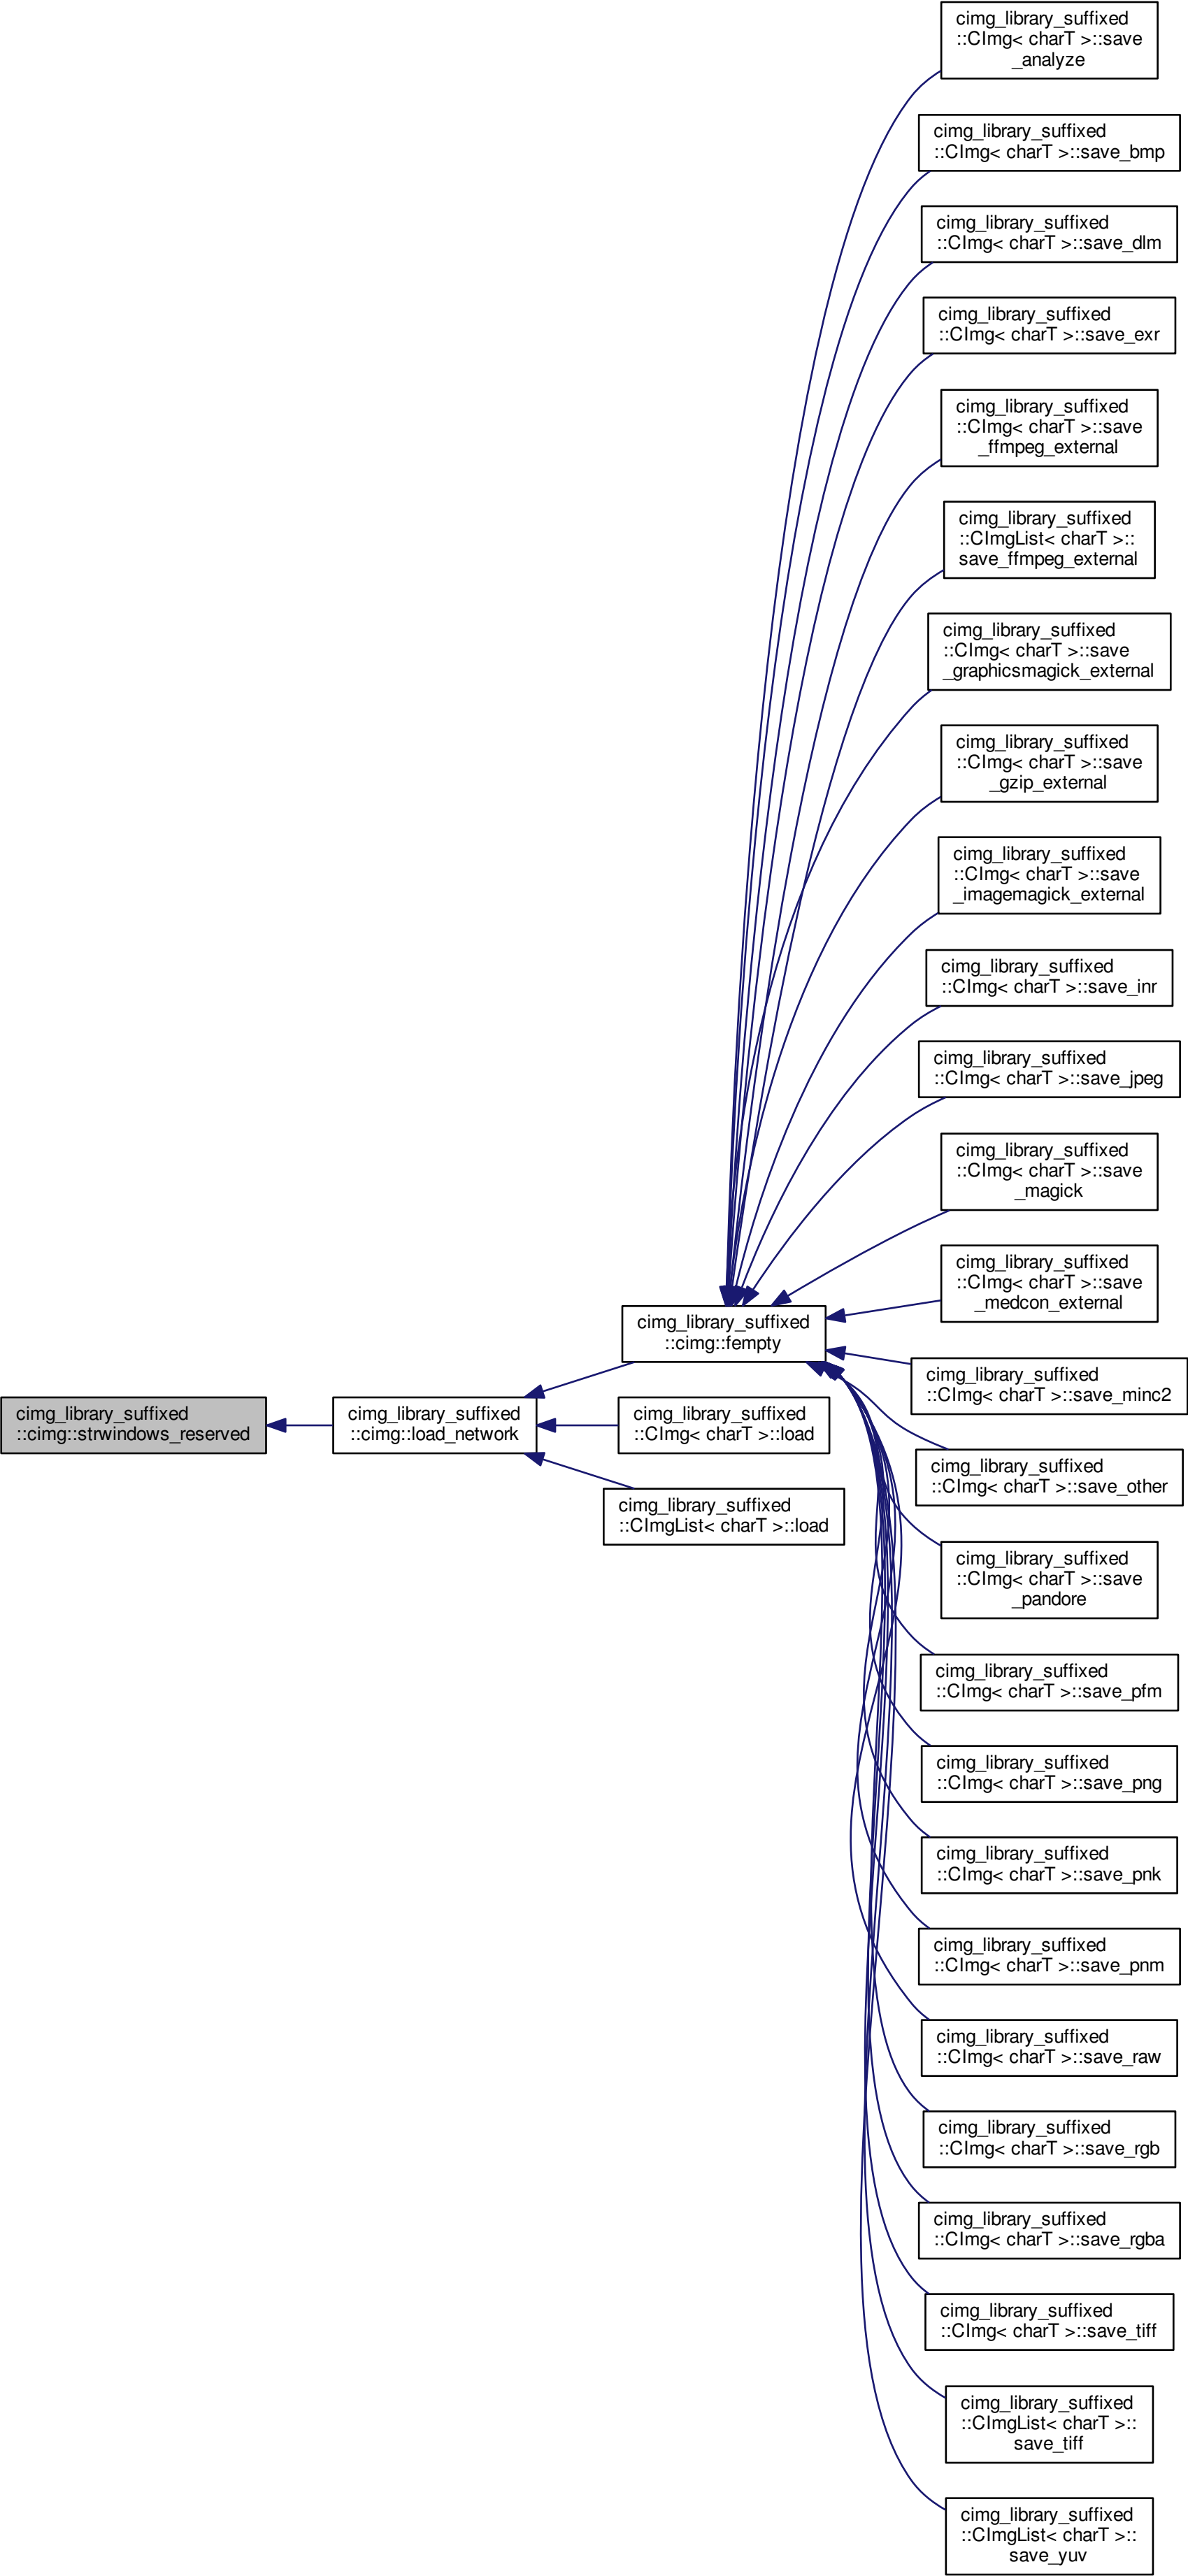 cimg_library_suffixed
::CImg< charT >::save
_analyze
cimg_library_suffixed
::CImg< charT >::save_bmp
cimg_library_suffixed
::CImg< charT >::save_dlm
cimg_library_suffixed
::CImg< charT >::save_exr
cimg_library_suffixed
::CImg< charT >::save
_ffmpeg_external
cimg_library_suffixed
::CImgList< charT >::
save_ffmpeg_external
cimg_library_suffixed
::CImg< charT >::save
_graphicsmagick_external
cimg_library_suffixed
::CImg< charT >::save
_gzip_external
cimg_library_suffixed
::CImg< charT >::save
_imagemagick_external
cimg_library_suffixed
::CImg< charT >::save_inr
cimg_library_suffixed
::CImg< charT >::save_jpeg
cimg_library_suffixed
::CImg< charT >::save
_magick
cimg_library_suffixed
::CImg< charT >::save
_medcon_external
cimg_library_suffixed
::cimg::fempty
cimg_library_suffixed
::CImg< charT >::save_minc2
cimg_library_suffixed
::cimg::strwindows_reserved
cimg_library_suffixed
::cimg::load_network
cimg_library_suffixed
::CImg< charT >::load
cimg_library_suffixed
::CImg< charT >::save_other
cimg_library_suffixed
::CImgList< charT >::load
cimg_library_suffixed
::CImg< charT >::save
_pandore
cimg_library_suffixed
::CImg< charT >::save_pfm
cimg_library_suffixed
::CImg< charT >::save_png
cimg_library_suffixed
::CImg< charT >::save_pnk
cimg_library_suffixed
::CImg< charT >::save_pnm
cimg_library_suffixed
::CImg< charT >::save_raw
cimg_library_suffixed
::CImg< charT >::save_rgb
cimg_library_suffixed
::CImg< charT >::save_rgba
cimg_library_suffixed
::CImg< charT >::save_tiff
cimg_library_suffixed
::CImgList< charT >::
save_tiff
cimg_library_suffixed
::CImgList< charT >::
save_yuv